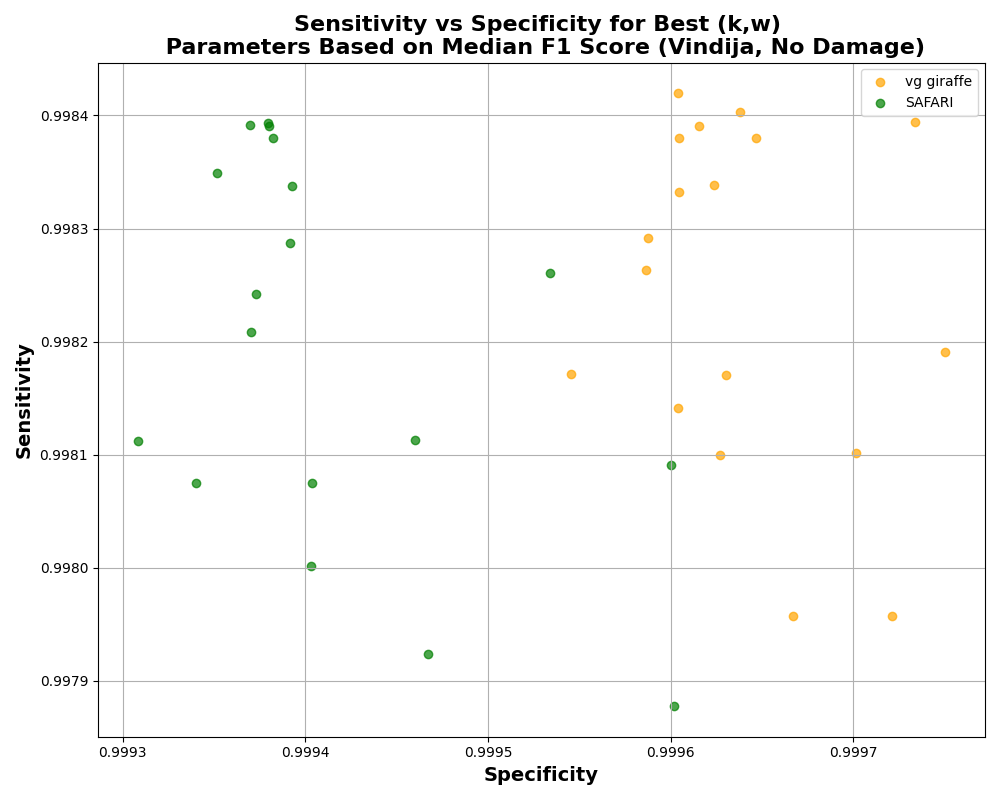 Sensitivity vs Specificity for Best (k,w)
Parameters Based on Median F1 Score (Vindija, No Damage)
vg giraffe
SAFARI
Sensitivity
0.9984
0.9983
0.9982
0.9981
0.9980
0.9979
0.9993
0.9994
0.9995
0.9996
0.9997
Specificity